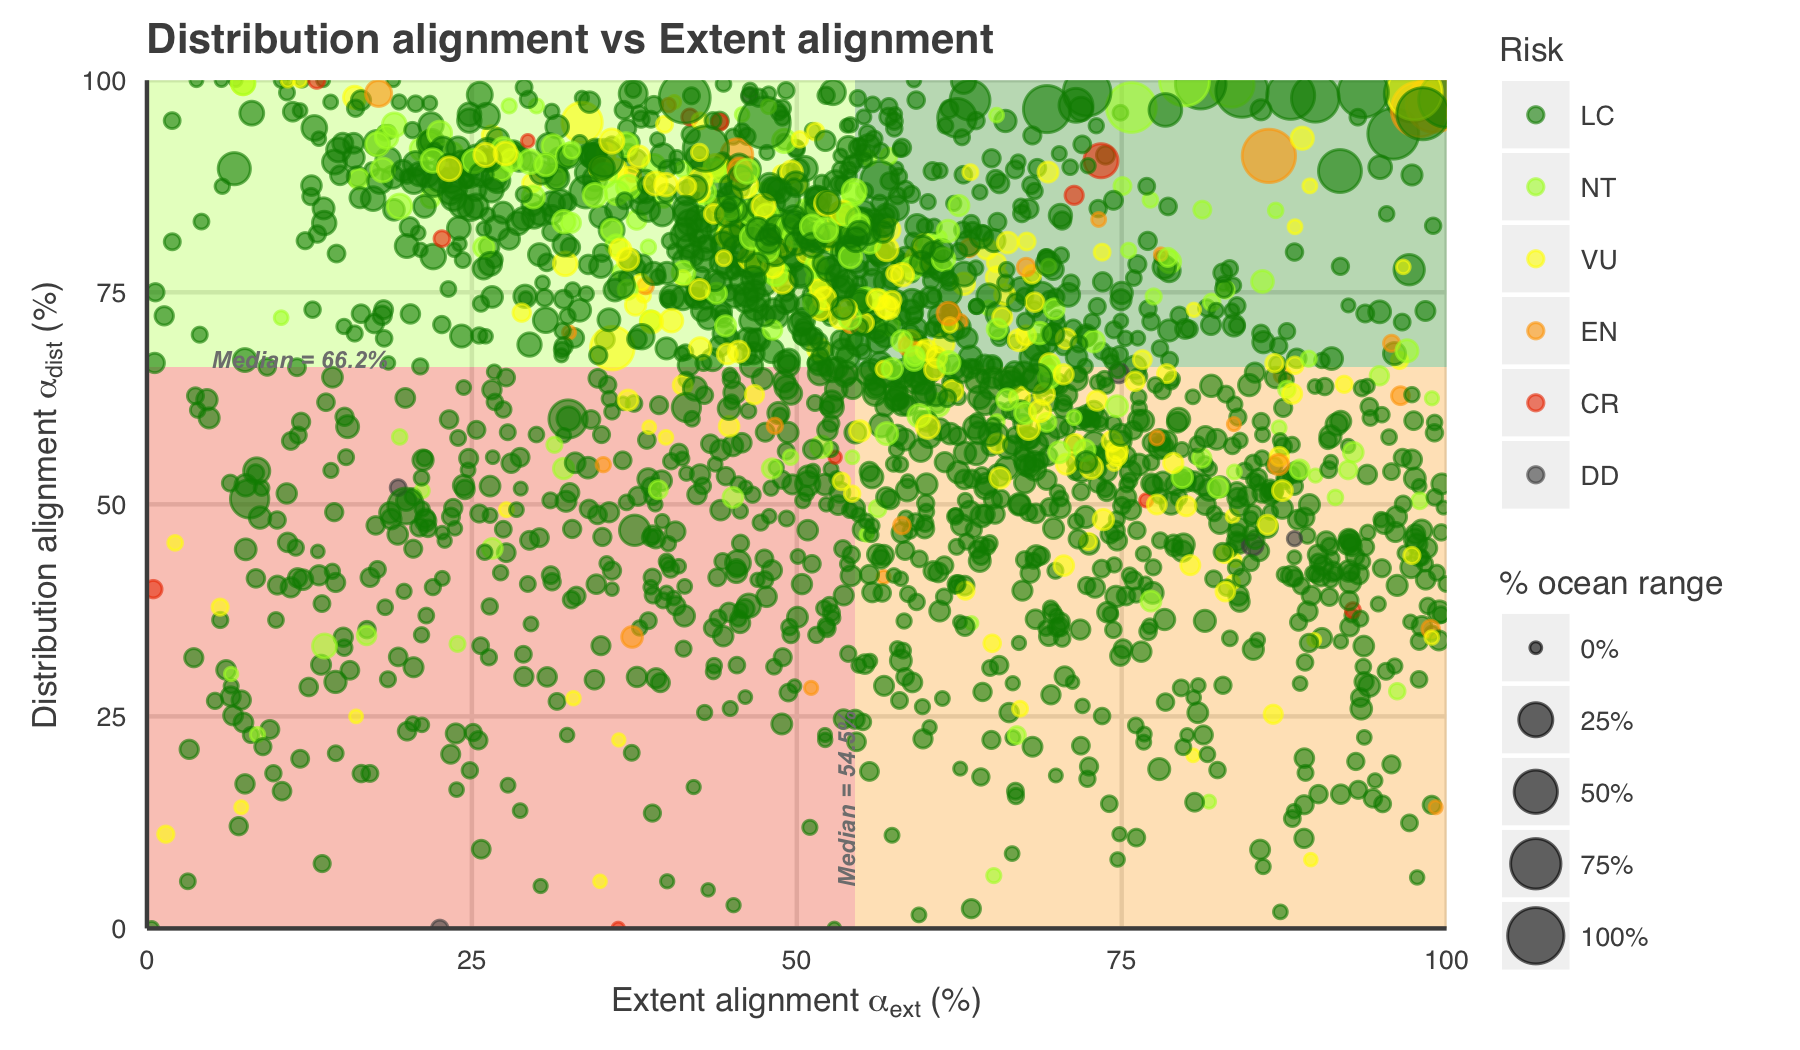 Distribution alignment vs Extent alignment
Distribution alignment αdist (%)
100
75
50
25
0
Median = 66.2%
Median = 54.5%
0 25 50 75 100
Extent alignment αext (%)
Risk
LC
NT
VU
EN
CR
DD
% ocean range
0%
25%
50%
75%
100%